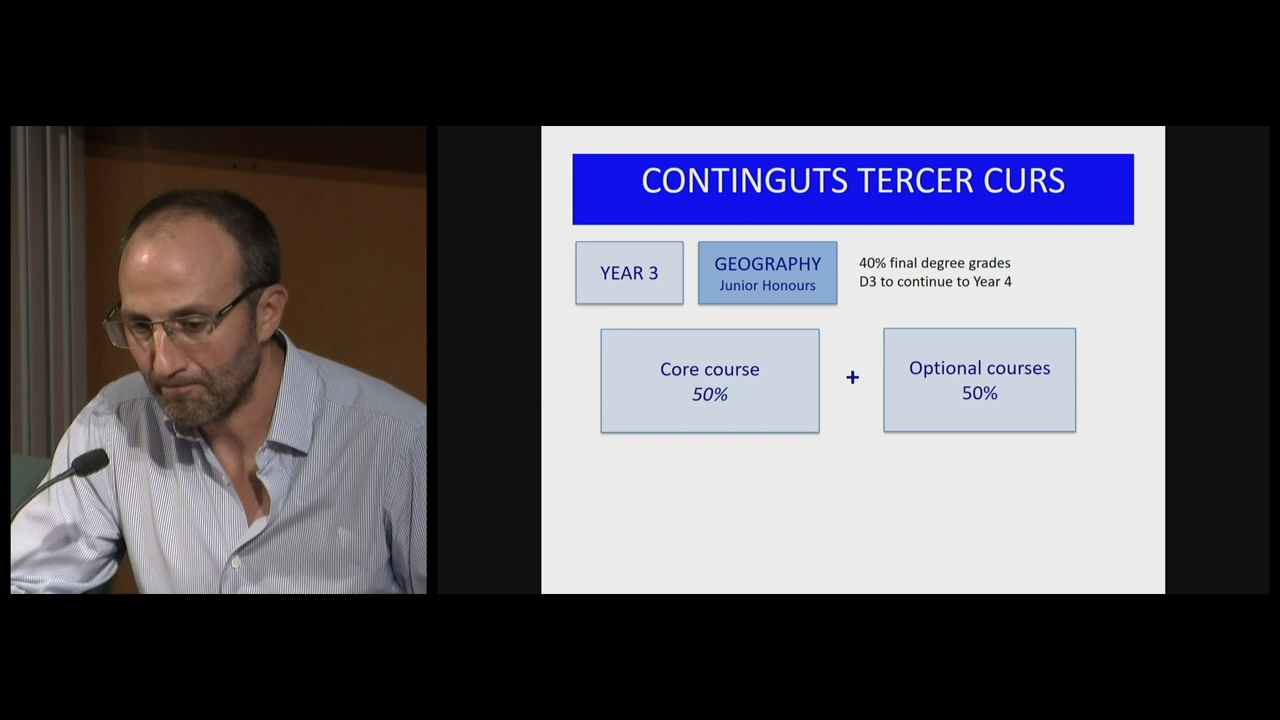 CONTINGUTS TERCER CURS
YEAR 3
GEOGRAPHY
Junior Honours
40% final degree grades
D3 to continue to Year 4
Core course
50%
+
Optional courses
50%